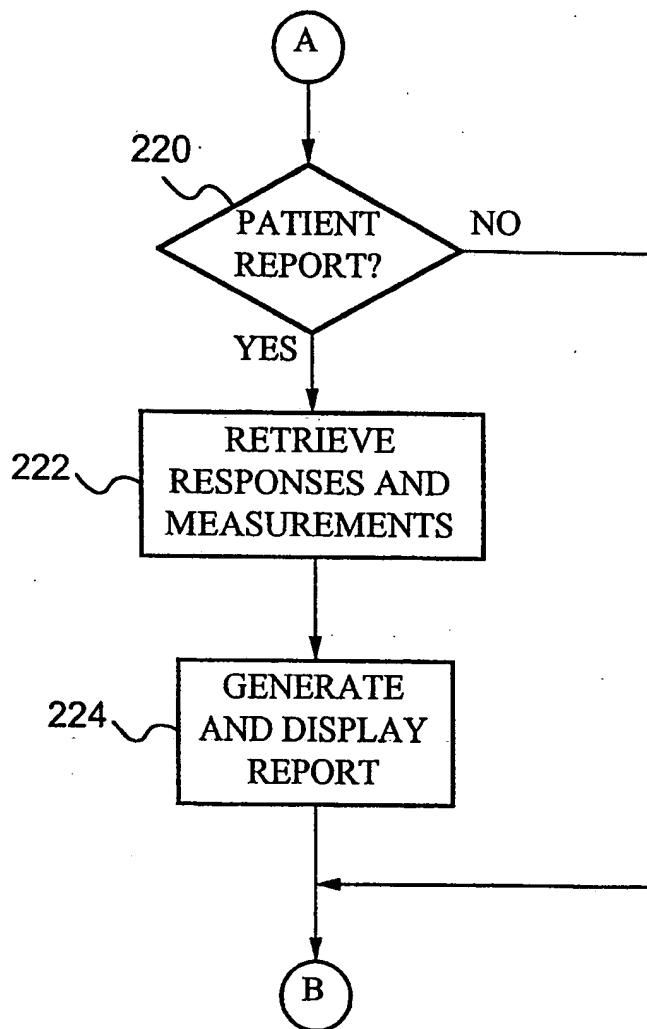 A
220
PATIENT
REPORT?
NO
YES
222
RETRIEVE
RESPONSES AND
MEASUREMENTS
224
GENERATE
AND DISPLAY
REPORT
B